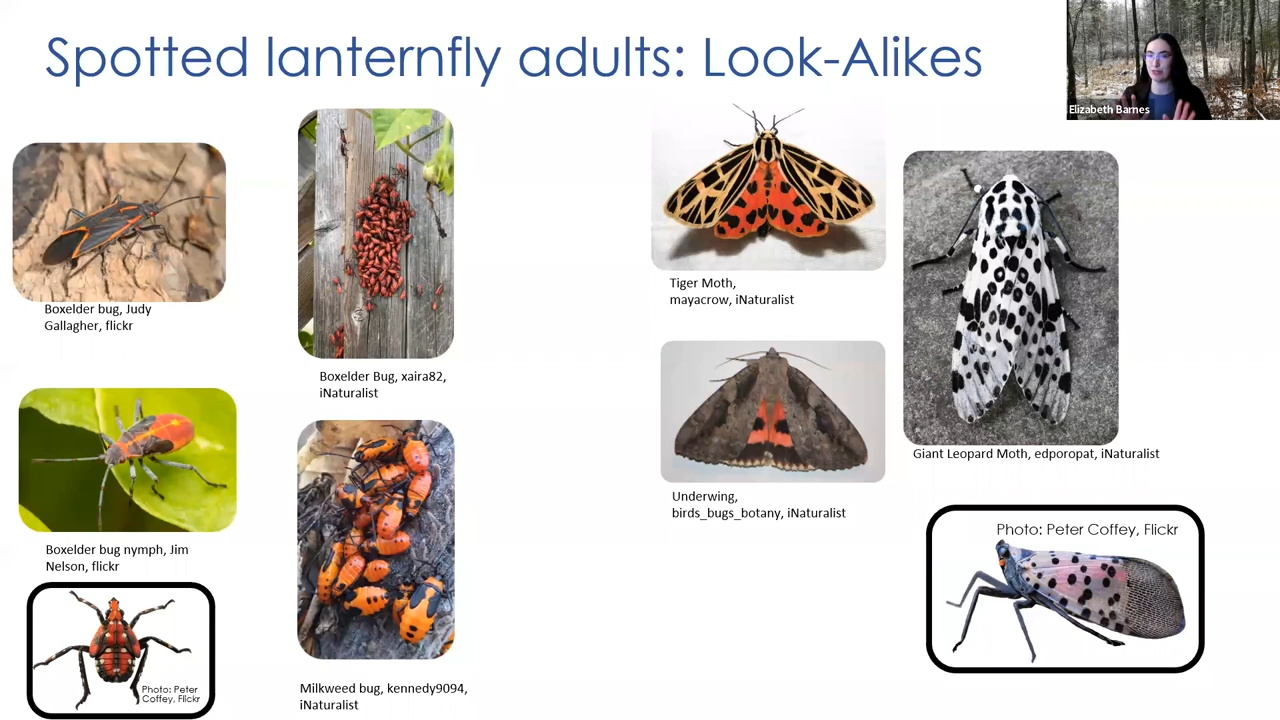 Spotted lanternfly adults: Look-Alikes
Elizabeth Barnes
Boxelder bug, Judy
Gallagher, flickr
Boxelder Bug, xaira82,
iNaturalist
Tiger Moth,
mayacrow, iNaturalist
Giant Leopard Moth, edporopat, iNaturalist
Underwing,
birds_bugs_botany, iNaturalist
Boxelder bug nymph, Jim
Nelson, flickr
Photo: Peter
Coffey, Flickr
Milkweed bug, kennedy9094,
iNaturalist
Photo: Peter Coffey, Flickr